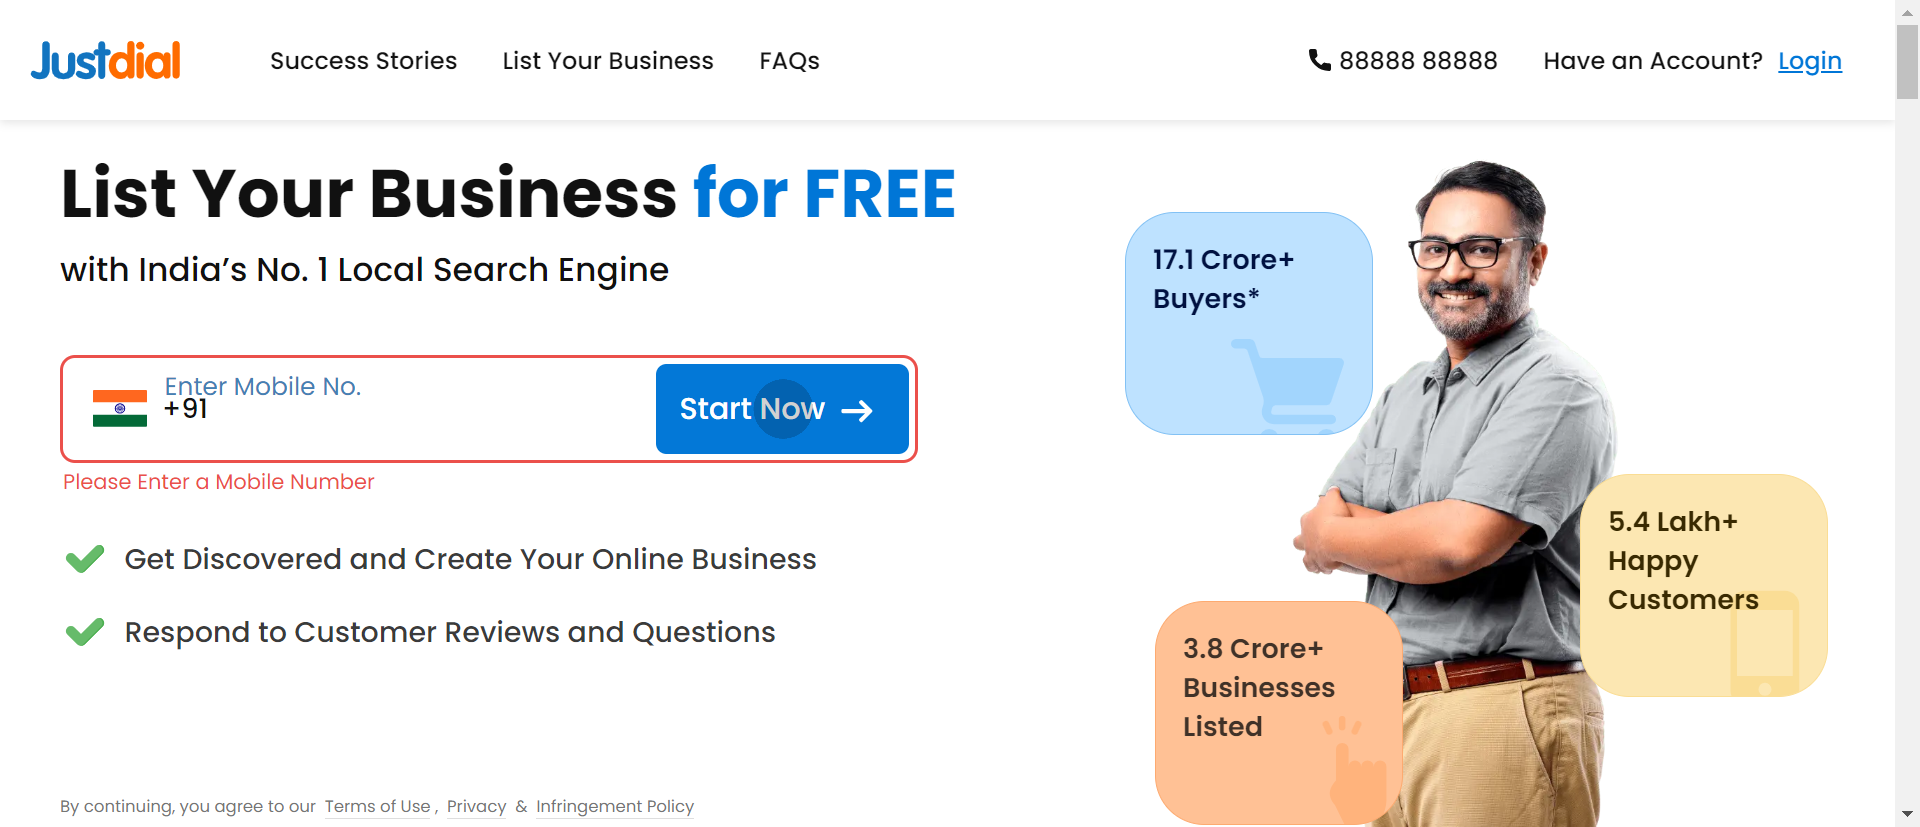 Justdial
Success Stories
List Your Business
FAQs
88888 88888
Have an Account? Login
List Your Business for FREE
with India's No. 1 Local Search Engine
Enter Mobile No.
+91
Start Now
Please Enter a Mobile Number
Get Discovered and Create Your Online Business
Respond to Customer Reviews and Questions
By continuing, you agree to our Terms of Use , Privacy & Infringement Policy
17.1 Crore+
Buyers*
5.4 Lakh+
Happy
Customers
3.8 Crore+
Businesses
Listed